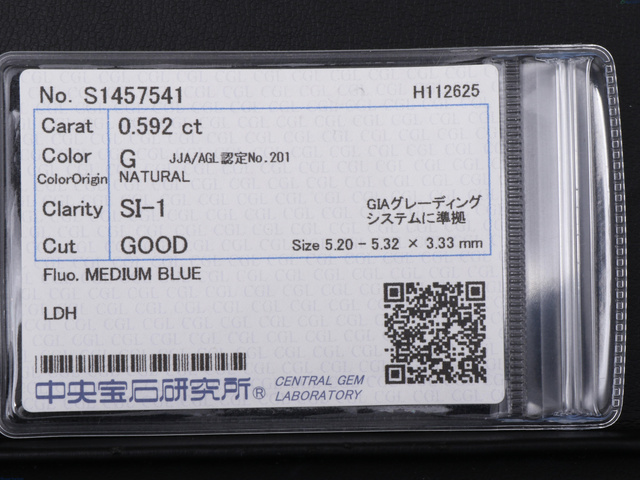 No. S1457541 H112625
Carat 0.592 ct
Color G JJA/AGL認定No.201
ColorOrigin NATURAL
Clarity SI-1 GIAグレーディング
システムに準拠
Cut GOOD Size 5.20 - 5.32 × 3.33 mm
Fluo. MEDIUM BLUE
LDH
中央宝石研究所® CENTRAL GEM
LABORATORY